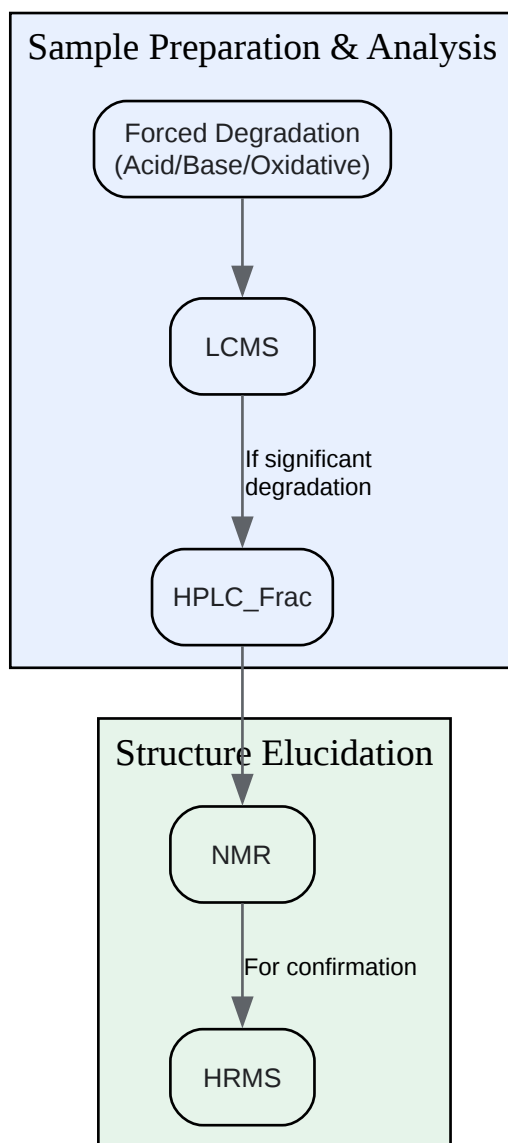 Sample Preparation & Analysis
Forced Degradation
(Acid/Base/Oxidative)
LCMS
If significant
degradation
HPLC_Frac
Structure Elucidation
NMR
For confirmation
HRMS